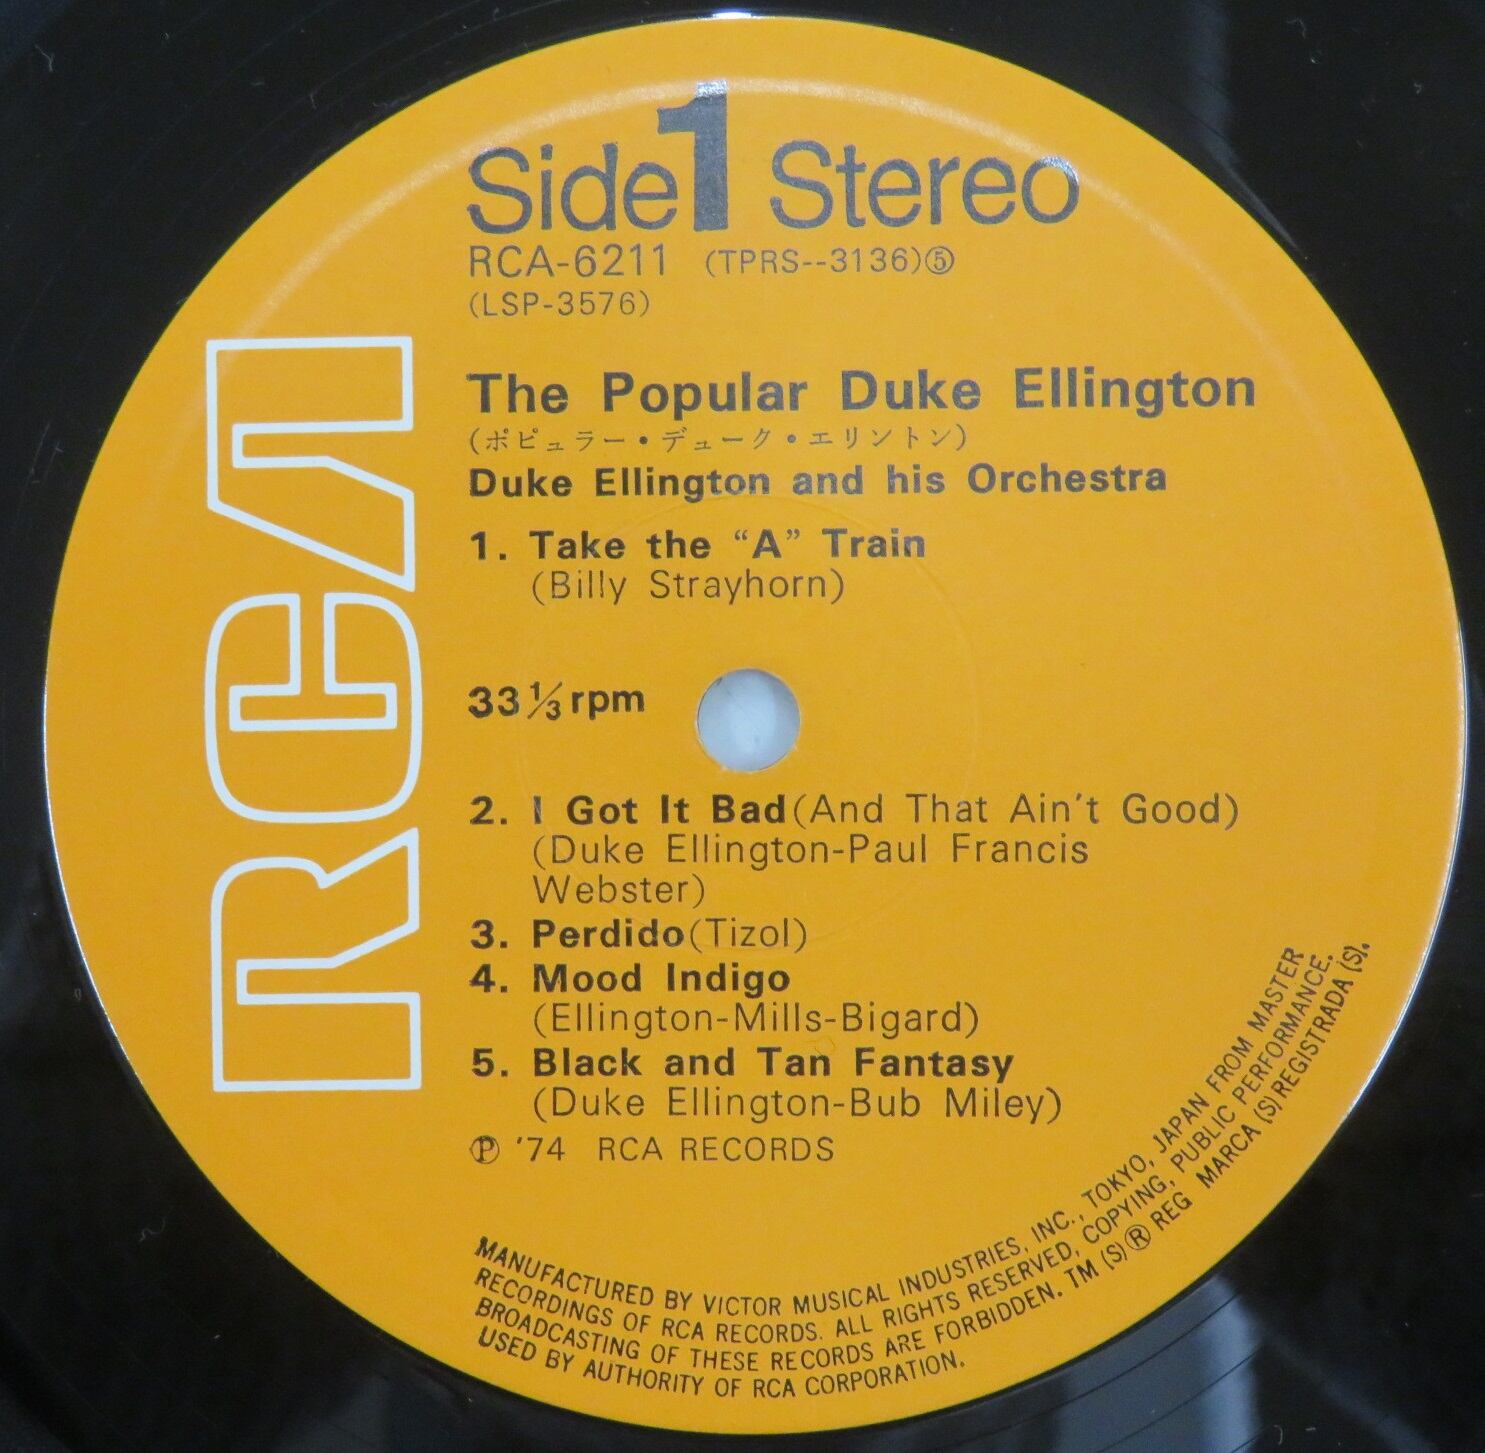 Side 1 Stereo
RCA-6211 (TPRS--3136)⑤
(LSP-3576)
RCA
The Popular Duke Ellington
(ポピュラー・デューク・エリントン)
Duke Ellington and his Orchestra
1. Take the “A” Train
(Billy Strayhorn)
33⅓rpm
2. I Got It Bad(And That Ain't Good)
(Duke Ellington-Paul Francis
Webster)
3. Perdido(Tizol)
4. Mood Indigo
(Ellington-Mills-Bigard)
5. Black and Tan Fantasy
(Duke Ellington-Bub Miley)
℗ '74 RCA RECORDS
MANUFACTURED BY VICTOR MUSICAL INDUSTRIES, INC., TOKYO, JAPAN FROM MASTER
RECORDINGS OF RCA RECORDS. ALL RIGHTS RESERVED, COPYING, PUBLIC PERFORMANCE.
BROADCASTING OF THESE RECORDS ARE FORBIDDEN. TM (S)® REG MARCA (S) REGISTRADA (S).
USED BY AUTHORITY OF RCA CORPORATION.